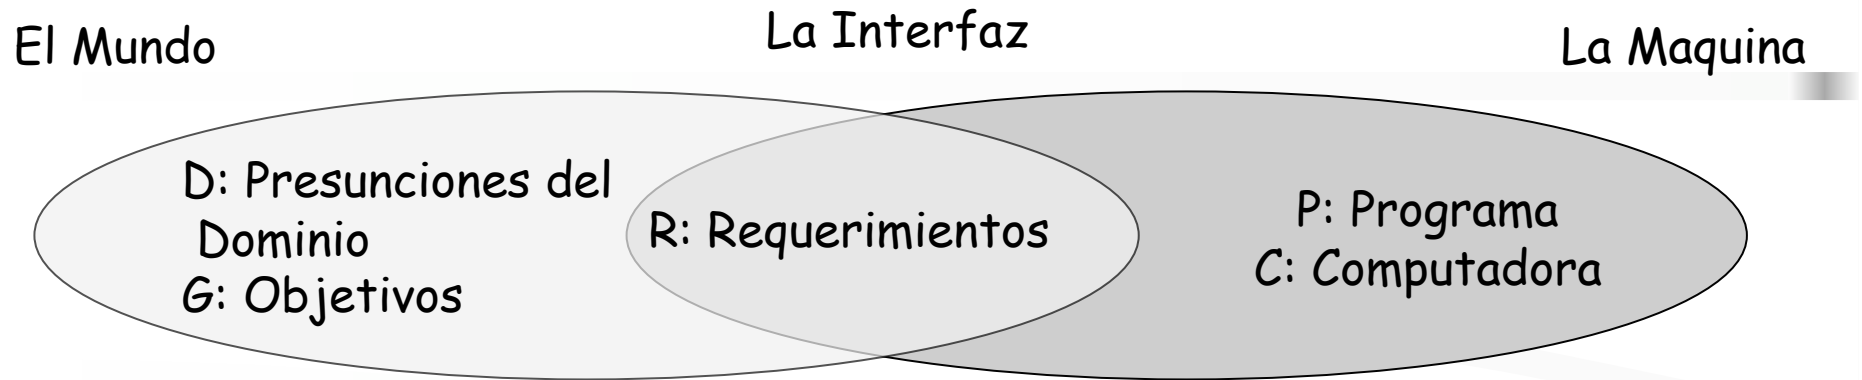 El Mundo
La Interfaz
La Maquina
D: Presunciones del
Dominio
G: Objetivos
R: Requerimientos
P: Programa
C: Computadora